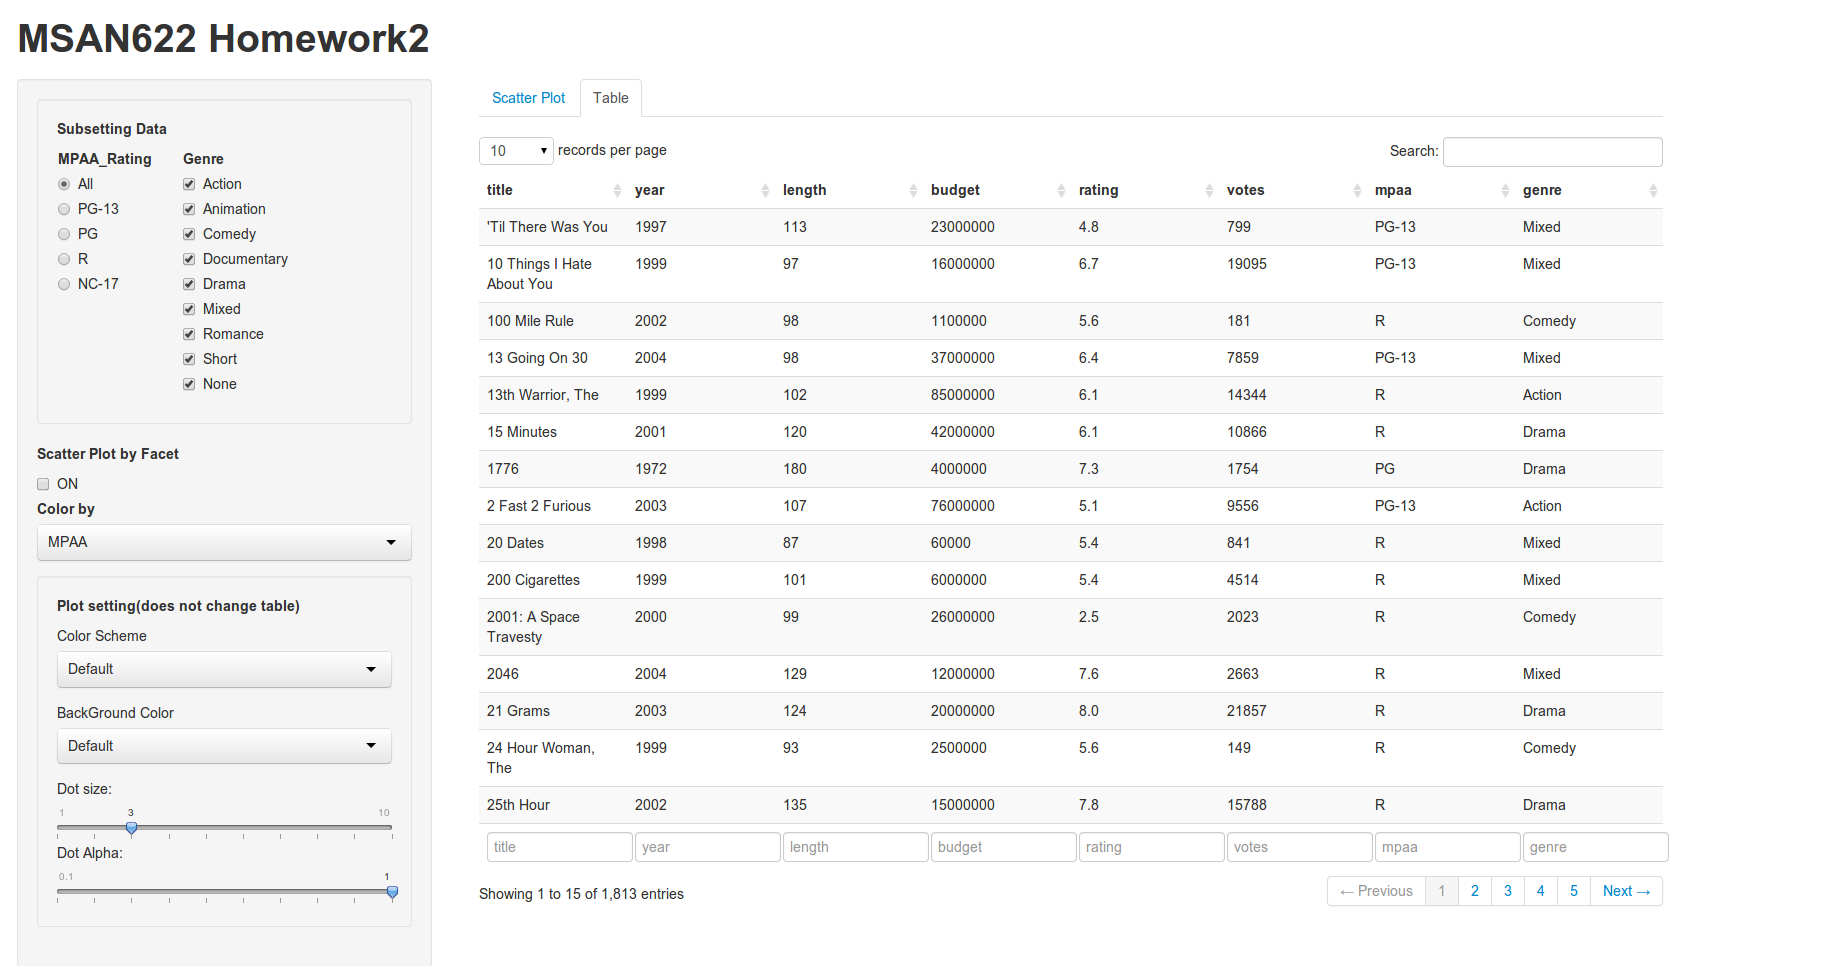 MSAN622 Homework2
Subsetting Data
MPAA_Rating Genre
All Action
PG-13 Animation
PG Comedy
R Documentary
NC-17 Drama
Mixed
Romance
Short
None
Scatter Plot by Facet
ON
Color by
MPAA
Plot setting(does not change table)
Color Scheme
Default
BackGround Color
Default
Dot size:
1 3 10
Dot Alpha:
0.1 1
Scatter Plot Table
10 records per page Search:
title year length budget rating votes mpaa genre
'Til There Was You 1997 113 23000000 4.8 799 PG-13 Mixed
10 Things I Hate 1999 97 16000000 6.7 19095 PG-13 Mixed
About You
100 Mile Rule 2002 98 1100000 5.6 181 R Comedy
13 Going On 30 2004 98 37000000 6.4 7859 PG-13 Mixed
13th Warrior, The 1999 102 85000000 6.1 14344 R Action
15 Minutes 2001 120 42000000 6.1 10866 R Drama
1776 1972 180 4000000 7.3 1754 PG Drama
2 Fast 2 Furious 2003 107 76000000 5.1 9556 PG-13 Action
20 Dates 1998 87 60000 5.4 841 R Mixed
200 Cigarettes 1999 101 6000000 5.4 4514 R Mixed
2001: A Space 2000 99 26000000 2.5 2023 R Comedy
Travesty
2046 2004 129 12000000 7.6 2663 R Mixed
21 Grams 2003 124 20000000 8.0 21857 R Drama
24 Hour Woman, 1999 93 2500000 5.6 149 R Comedy
The
25th Hour 2002 135 15000000 7.8 15788 R Drama
title year length budget rating votes mpaa genre
Showing 1 to 15 of 1,813 entries ← Previous 1 2 3 4 5 Next →